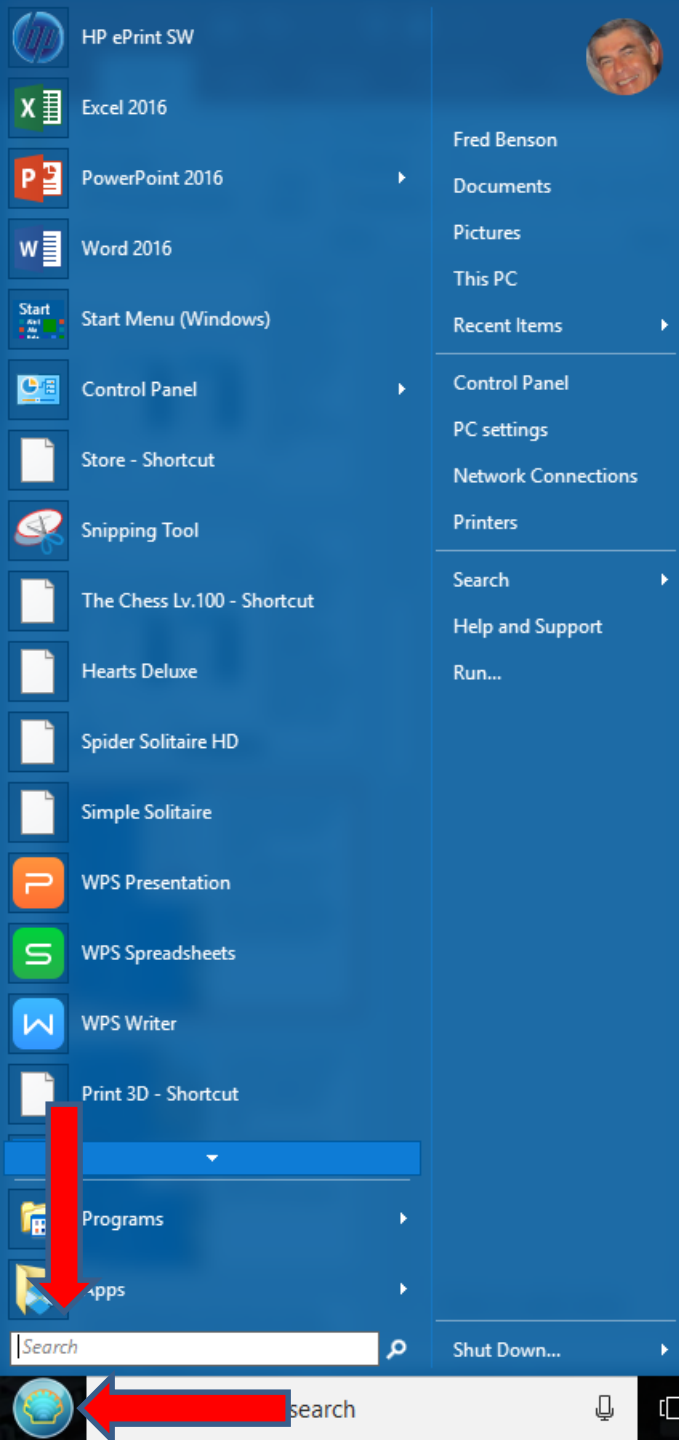 HP ePrint SW
Excel 2016
PowerPoint 2016
Word 2016
Start
Start Menu (Windows)
Control Panel
Store - Shortcut
Snipping Tool
The Chess Lv.100 - Shortcut
Hearts Deluxe
Spider Solitaire HD
Simple Solitaire
WPS Presentation
WPS Spreadsheets
WPS Writer
Print 3D - Shortcut
Programs
Search
Fred Benson
Documents
Pictures
This PC
Recent Items
Control Panel
PC settings
Network Connections
Printers
Search
Help and Support
Run...
Shut Down...
search